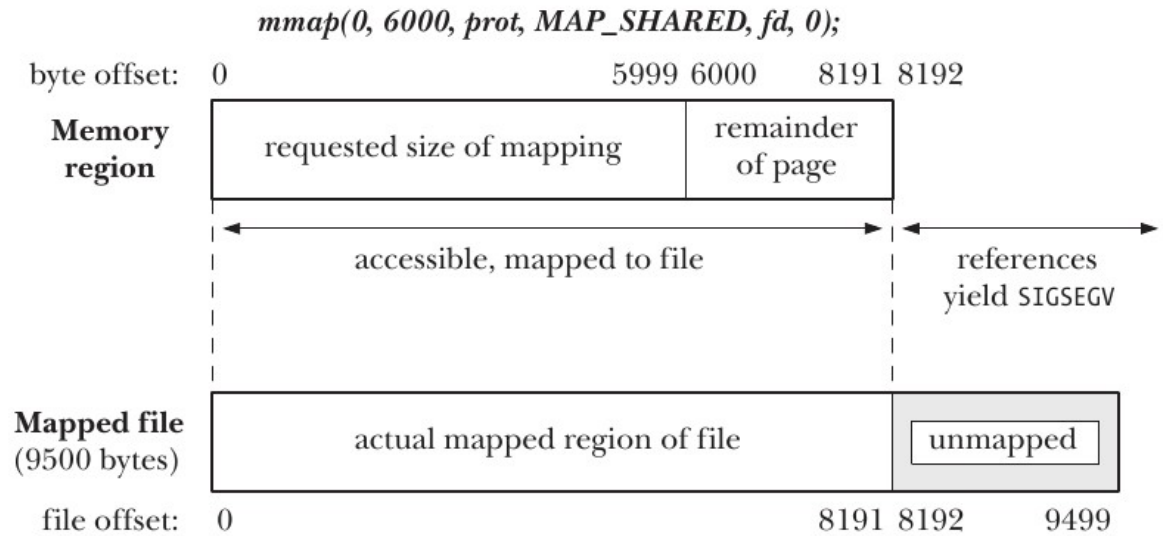 mmap(0, 6000, prot, MAP_SHARED, fd, 0);
byte offset: 0 5999 6000 8191 8192
Memory
region
requested size of mapping
remainder
of page
accessible, mapped to file
references
yield SIGSEGV
Mapped file
(9500 bytes)
actual mapped region of file
unmapped
file offset: 0 8191 8192 9499